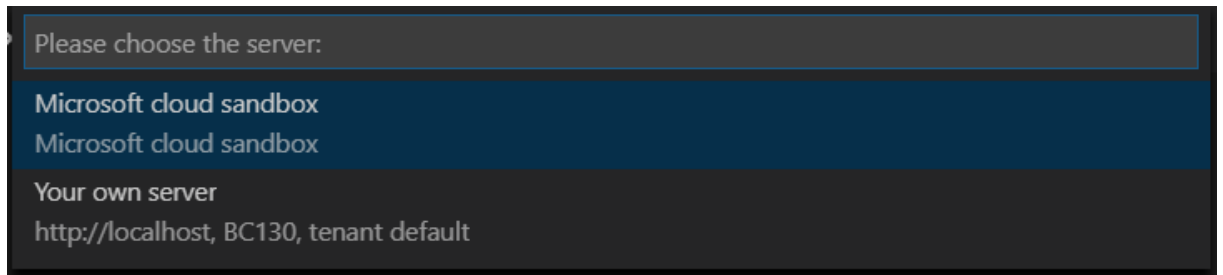 Please choose the server:
Microsoft cloud sandbox
Microsoft cloud sandbox
Your own server
http://localhost, BC130, tenant default